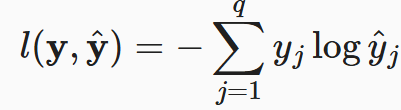 l(𝐲, 𝐲̂) = − ∑_{j=1}^{q} y_j log ŷ_j